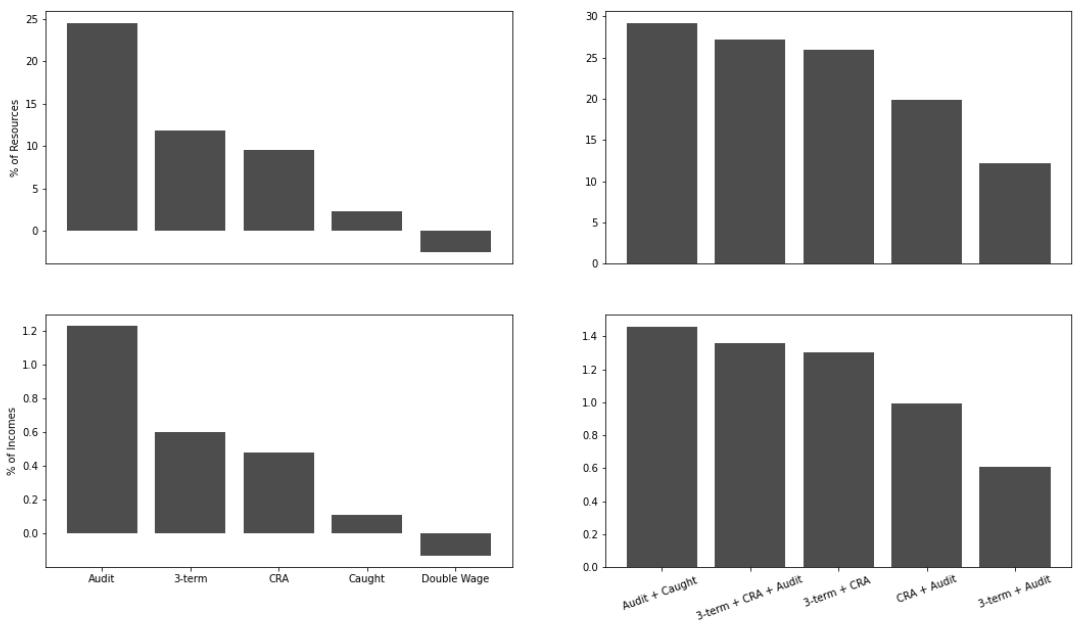 25
20
15
10
5
0
% of Resources
30
25
20
15
10
5
0
1.2
1.0
0.8
0.6
0.4
0.2
0.0
% of Incomes
Audit
3-term
CRA
Caught
Double Wage
1.4
1.2
1.0
0.8
0.6
0.4
0.2
0.0
Audit + Caught
3-term + CRA + Audit
3-term + CRA
CRA + Audit
3-term + Audit